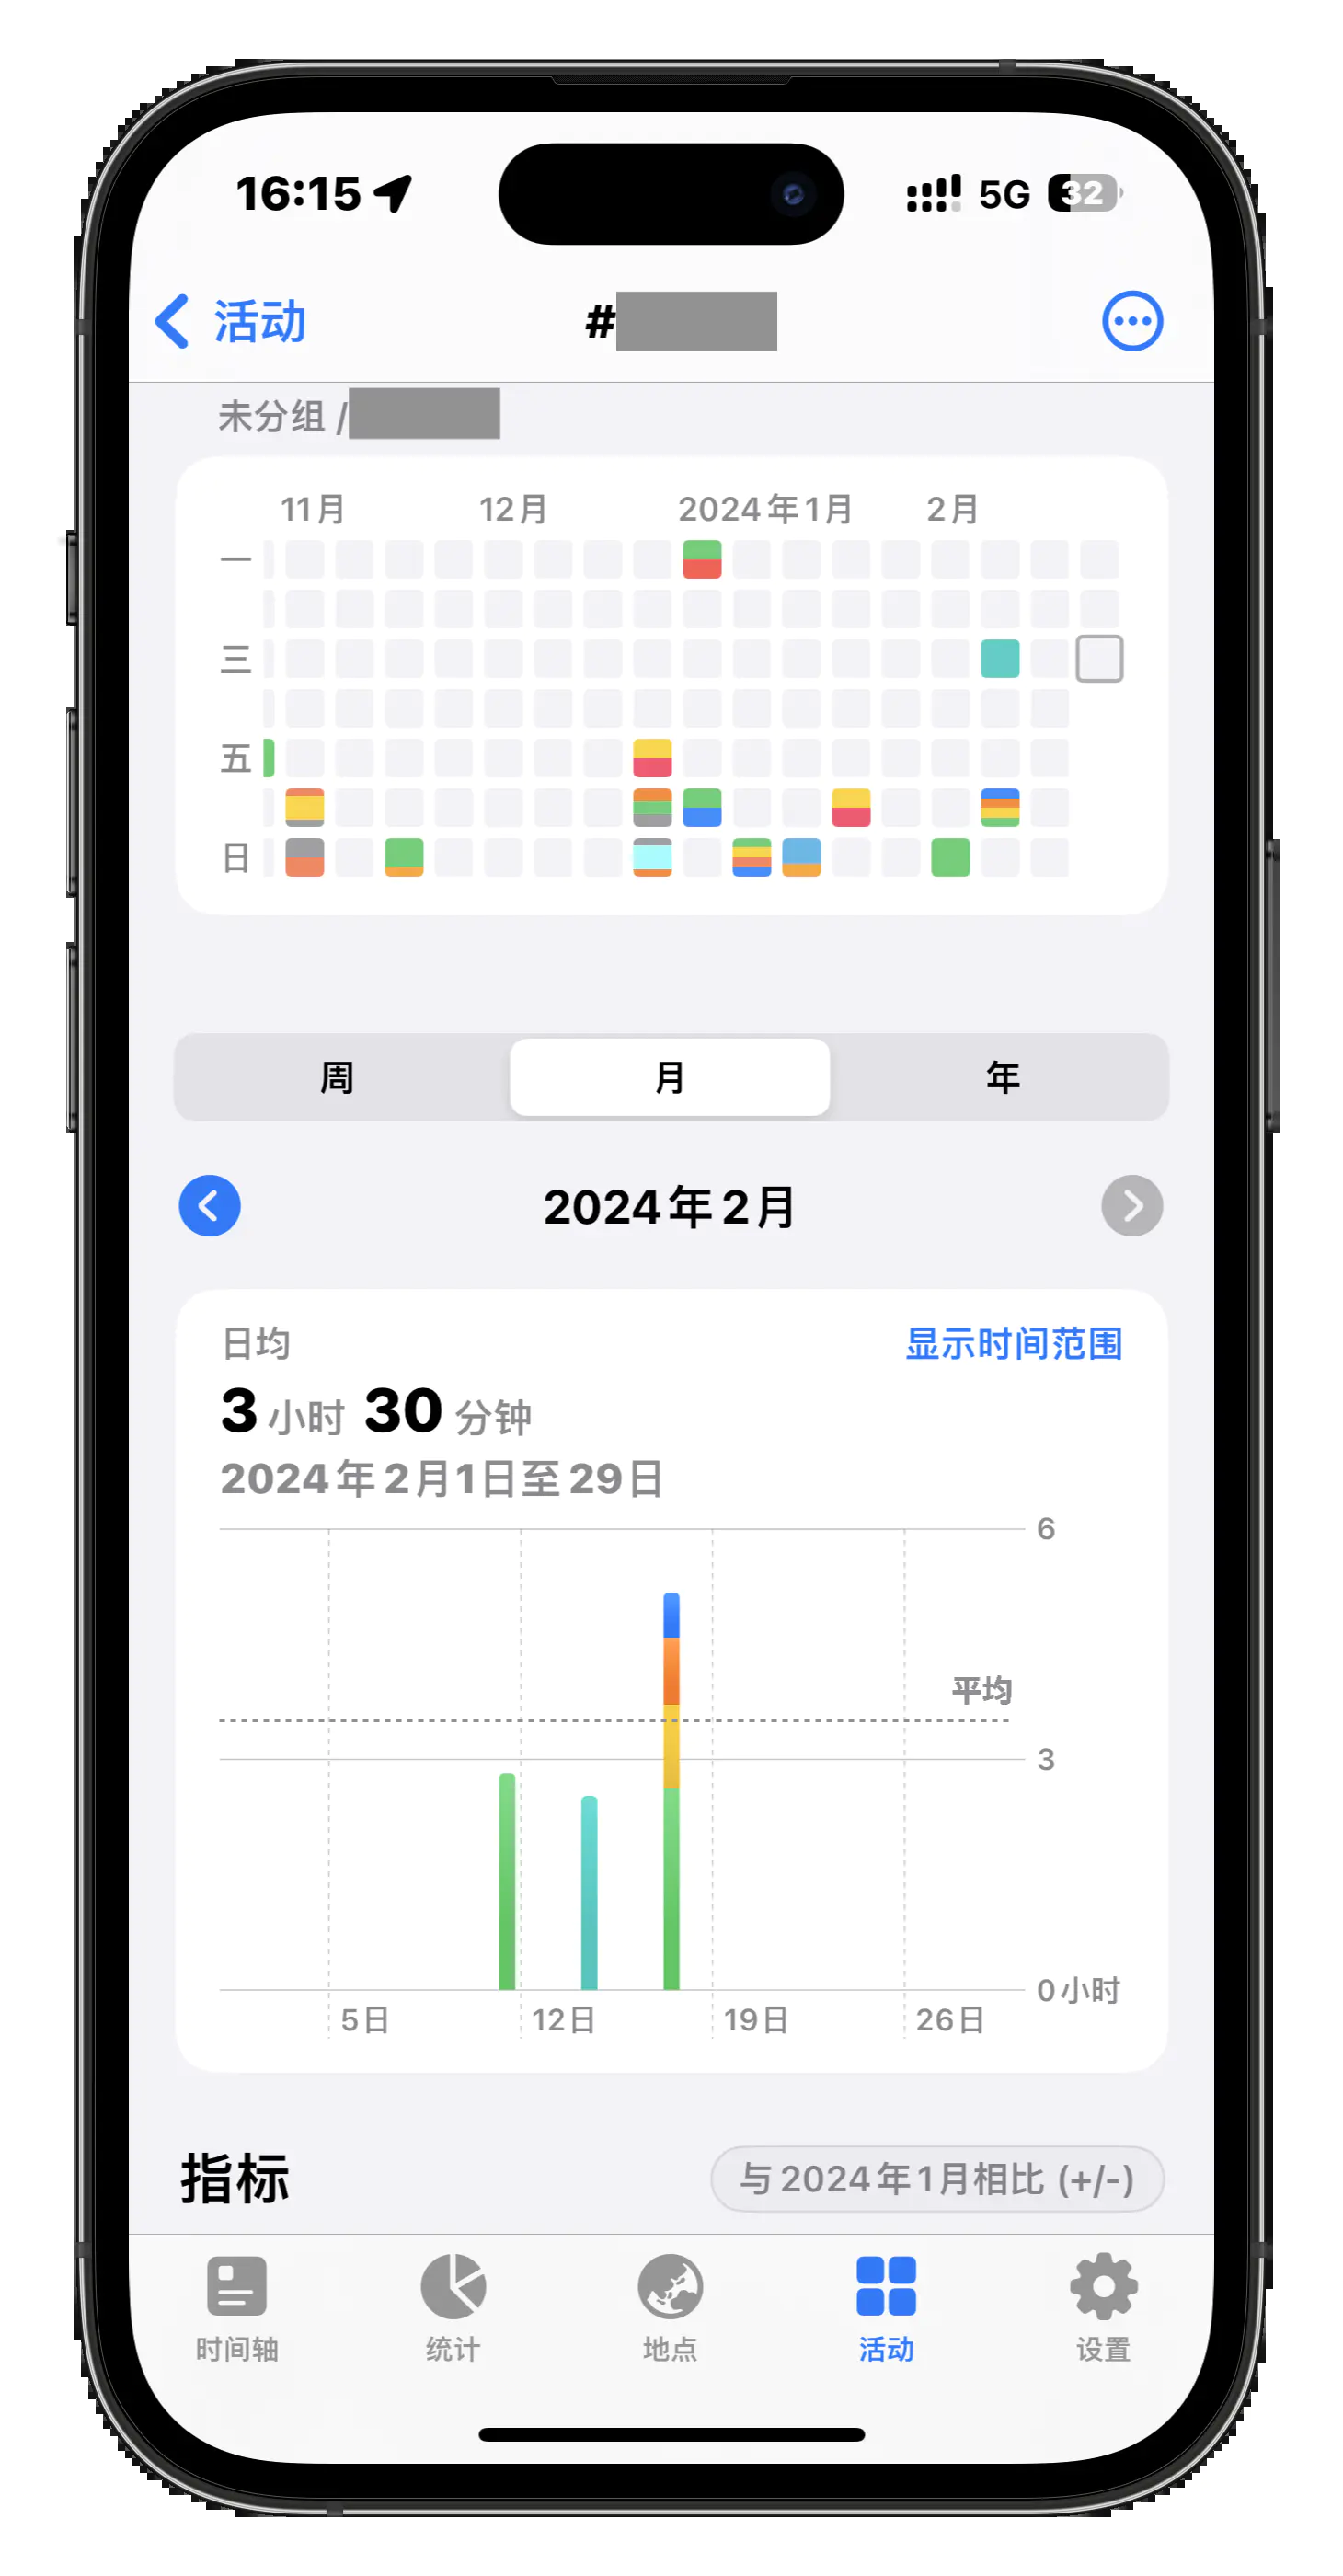 16:15 5G 32
活动 #
未分组 /
11月 12月 2024年1月 2月
一
三
五
日
周 月 年
2024年2月
日均 显示时间范围
3小时 30分钟
2024年2月1日至29日
6
平均
3
0小时
5日 12日 19日 26日
指标 与2024年1月相比 (+/-)
时间轴 统计 地点 活动 设置